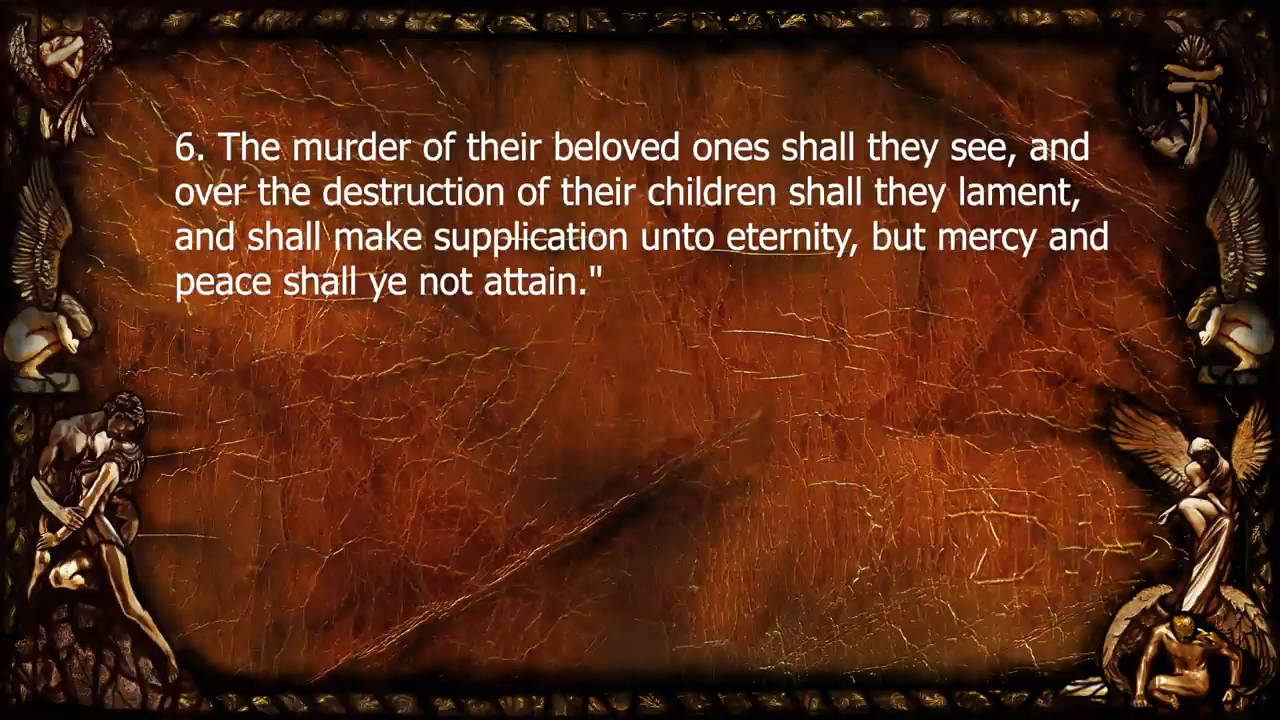 6. The murder of their beloved ones shall they see, and
over the destruction of their children shall they lament,
and shall make supplication unto eternity, but mercy and
peace shall ye not attain."